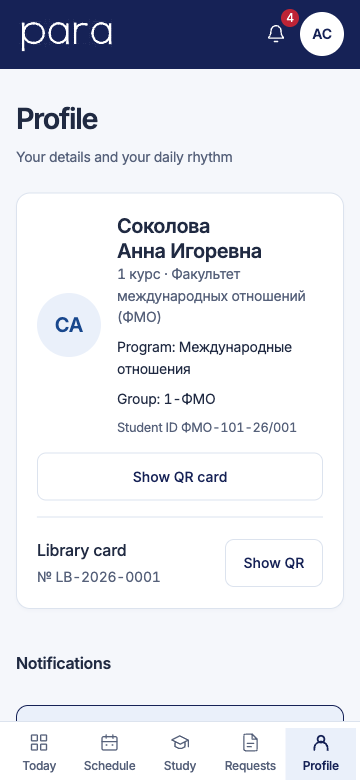 para
4
AC
Profile
Your details and your daily rhythm
СА
Соколова
Анна Игоревна
1 курс · Факультет
международных отношений
(ФМО)
Program: Международные
отношения
Group: 1-ФМО
Student ID ФМО-101-26/001
Show QR card
Library card
№ LB-2026-0001
Show QR
Notifications
Today
Schedule
Study
Requests
Profile